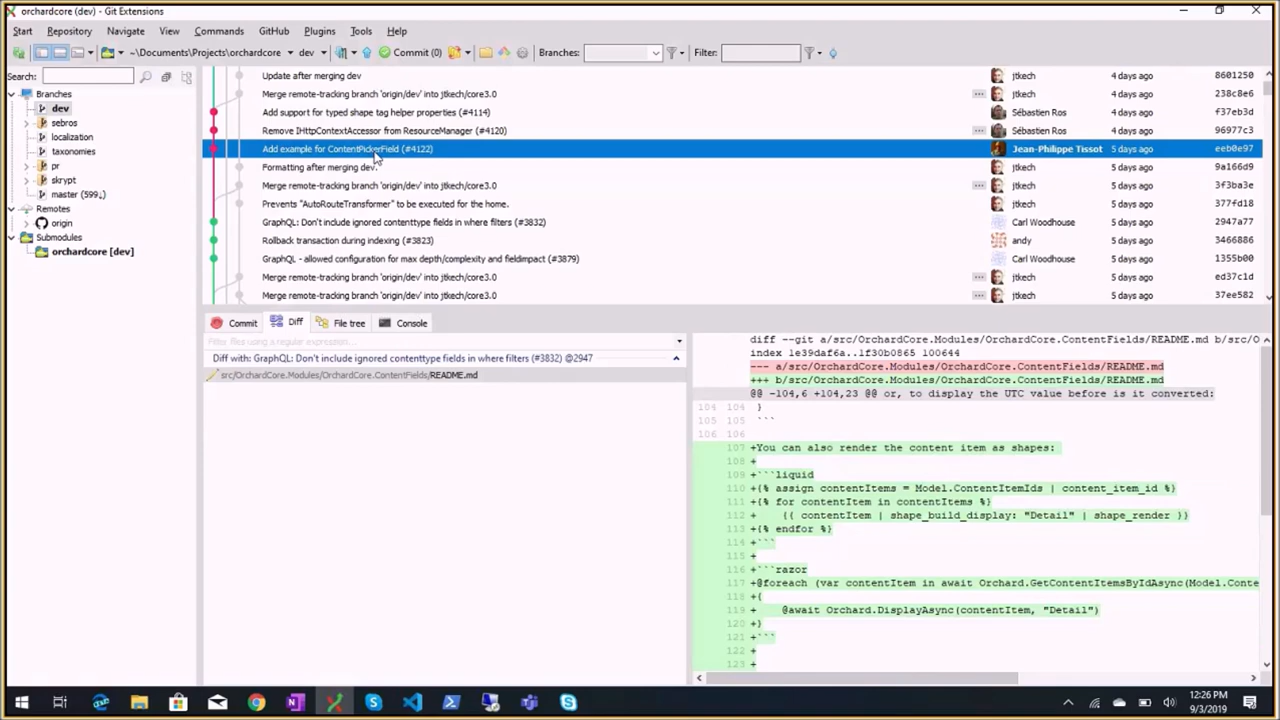 orchardcore (dev) - Git Extensions
Start Repository Navigate View Commands GitHub Plugins Tools Help
~\Documents\Projects\orchardcore dev Commit (0) Branches: Filter:
Search:
Branches
dev
sebros
localization
taxonomies
pr
skrypt
master (599↓)
Remotes
origin
Submodules
orchardcore [dev]
Update after merging dev jtkech 4 days ago 8601250
Merge remote-tracking branch 'origin/dev' into jtkech/core3.0 ... jtkech 4 days ago 238c8e6
Add support for typed shape tag helper properties (#4114) Sébastien Ros 4 days ago f37eb3d
Remove IHttpContextAccessor from ResourceManager (#4120) Sébastien Ros 4 days ago 96977c3
Add example for ContentPickerField (#4122) Jean-Philippe Tissot 4 days ago eeb0e97
Formatting after merging dev. jtkech 5 days ago 9a166d9
Merge remote-tracking branch 'origin/dev' into jtkech/core3.0 ... jtkech 5 days ago 3f3ba3e
Prevents "AutoRouteTransformer" to be executed for the home. jtkech 5 days ago 377fd18
GraphQL: Don't include ignored contenttype fields in where filters (#3832) Carl Woodhouse 5 days ago 2947a77
Rollback transaction during indexing (#3823) andy 5 days ago 3466886
GraphQL - allowed configuration for max depth/complexity and fieldimpact (#3879) Carl Woodhouse 5 days ago 1355b00
Merge remote-tracking branch 'origin/dev' into jtkech/core3.0 ... jtkech 5 days ago ed37c1d
Merge remote-tracking branch 'origin/dev' into jtkech/core3.0 ... jtkech 5 days ago 37ee582
Commit Diff File tree Console
Filter files using a regular expression...
Diff with: GraphQL: Don't include ignored contenttype fields in where filters (#3832) @2947
src/OrchardCore.Modules/OrchardCore.ContentFields/README.md
diff --git a/src/OrchardCore.Modules/OrchardCore.ContentFields/README.md b/src/O
index 1e39daf6a..1f30b0865 100644
--- a/src/OrchardCore.Modules/OrchardCore.ContentFields/README.md
+++ b/src/OrchardCore.Modules/OrchardCore.ContentFields/README.md
@@ -104,6 +104,23 @@ or, to display the UTC value before is it converted:
104 104 }
105 105 ```
106 106
107 +You can also render the content item as shapes:
108 +
109 +```liquid
110 +{% assign contentItems = Model.ContentItemIds | content_item_id %}
111 +{% for contentItem in contentItems %}
112 + {{ contentItem | shape_build_display: "Detail" | shape_render }}
113 +{% endfor %}
114 +```
115 +
116 +```razor
117 +@foreach (var contentItem in await Orchard.GetContentItemsByIdAsync(Model.Conte
118 +{
119 + @await Orchard.DisplayAsync(contentItem, "Detail")
120 +}
121 +```
122 +
123 +
12:26 PM
9/3/2019